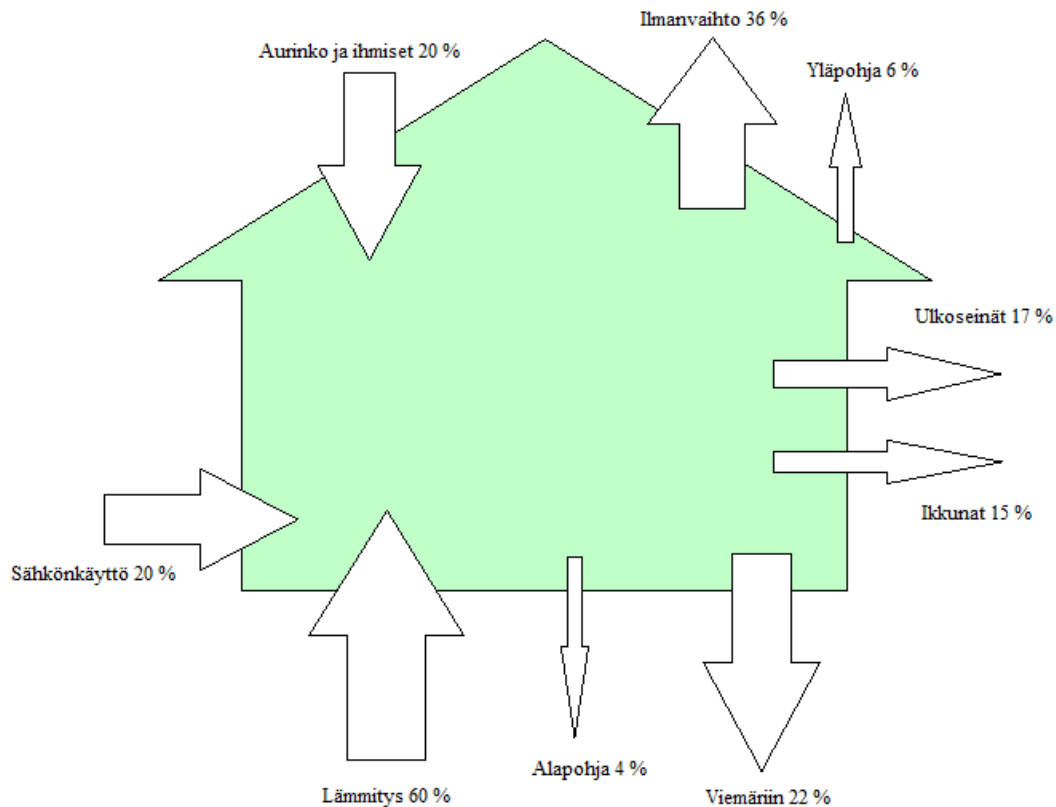 Ilmanvaihto 36 %
Aurinko ja ihmiset 20 %
Yläpohja 6 %
Ulkoseinät 17 %
Ikkunat 15 %
Sähkönkäyttö 20 %
Alapohja 4 %
Lämmitys 60 %
Viemäriin 22 %